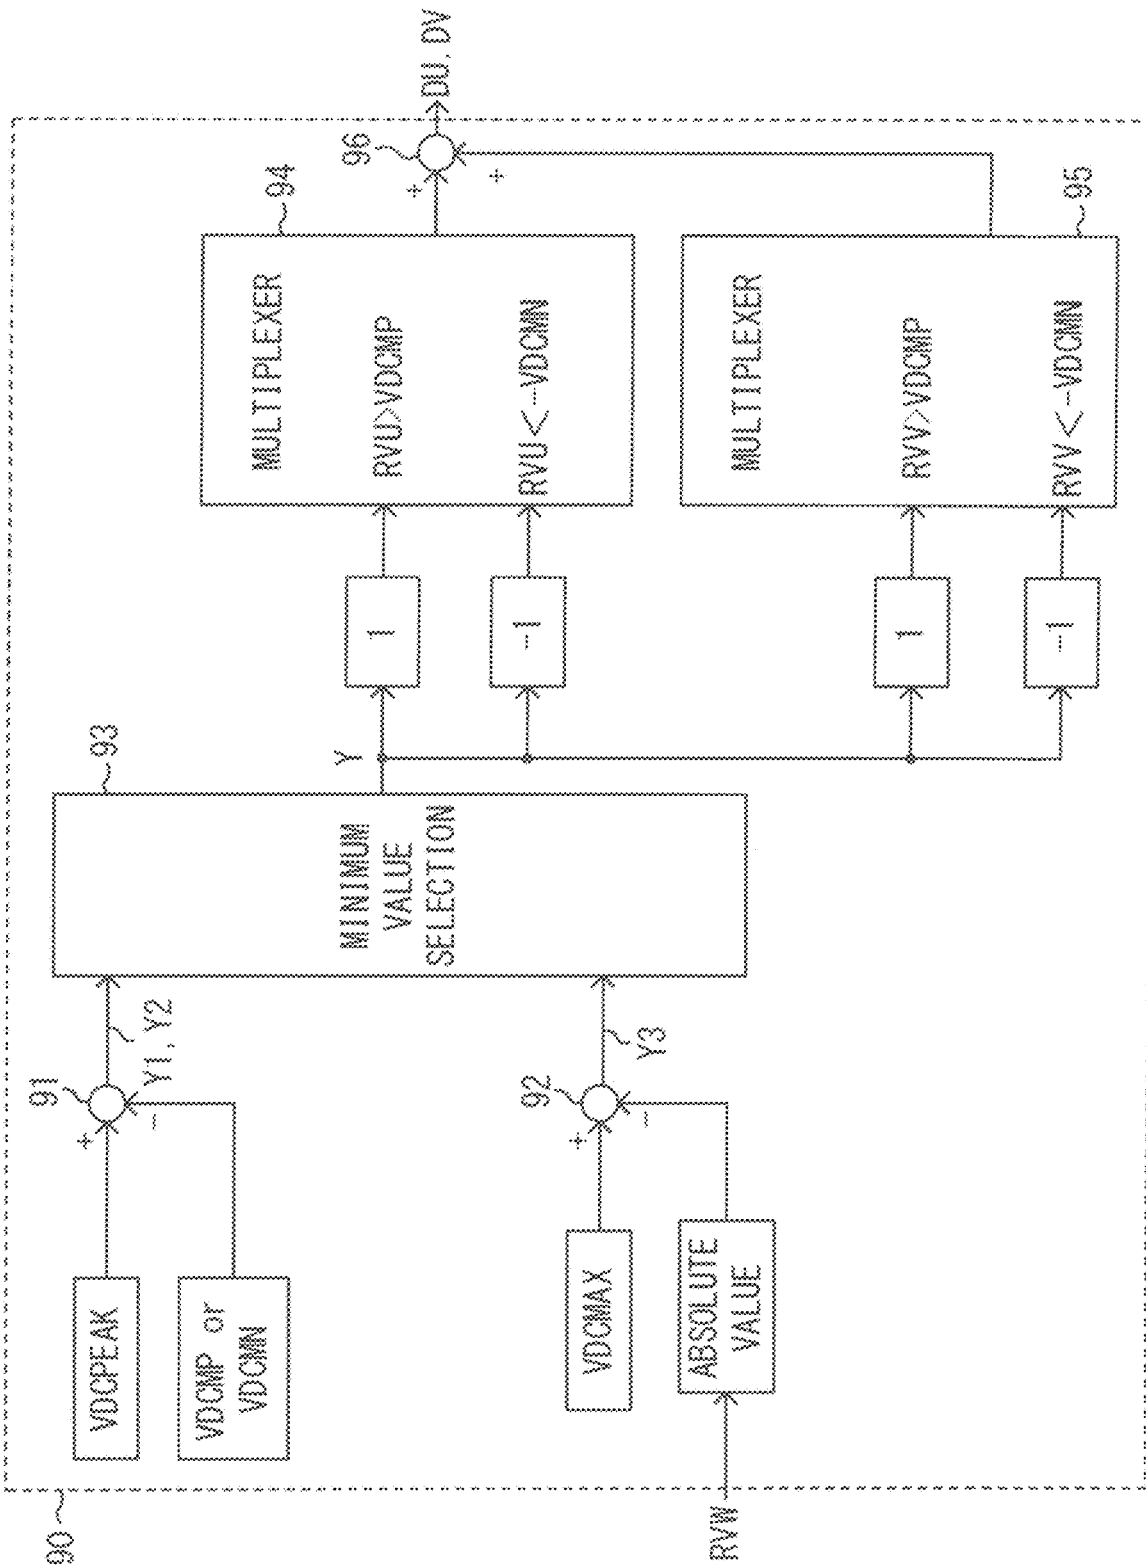 90
VDCPEAK
VDCMP or
VDCMN
+
-
91
Y1, Y2
RVW
ABSOLUTE
VALUE
VDCMAX
+
-
92
Y3
MINIMUM
VALUE
SELECTION
93
Y
1
-1
1
-1
MULTIPLEXER
RVU>VDCMP
RVU<-VDCMN
94
MULTIPLEXER
RVV>VDCMP
RVV<-VDCMN
95
+
+
96
DU, DV